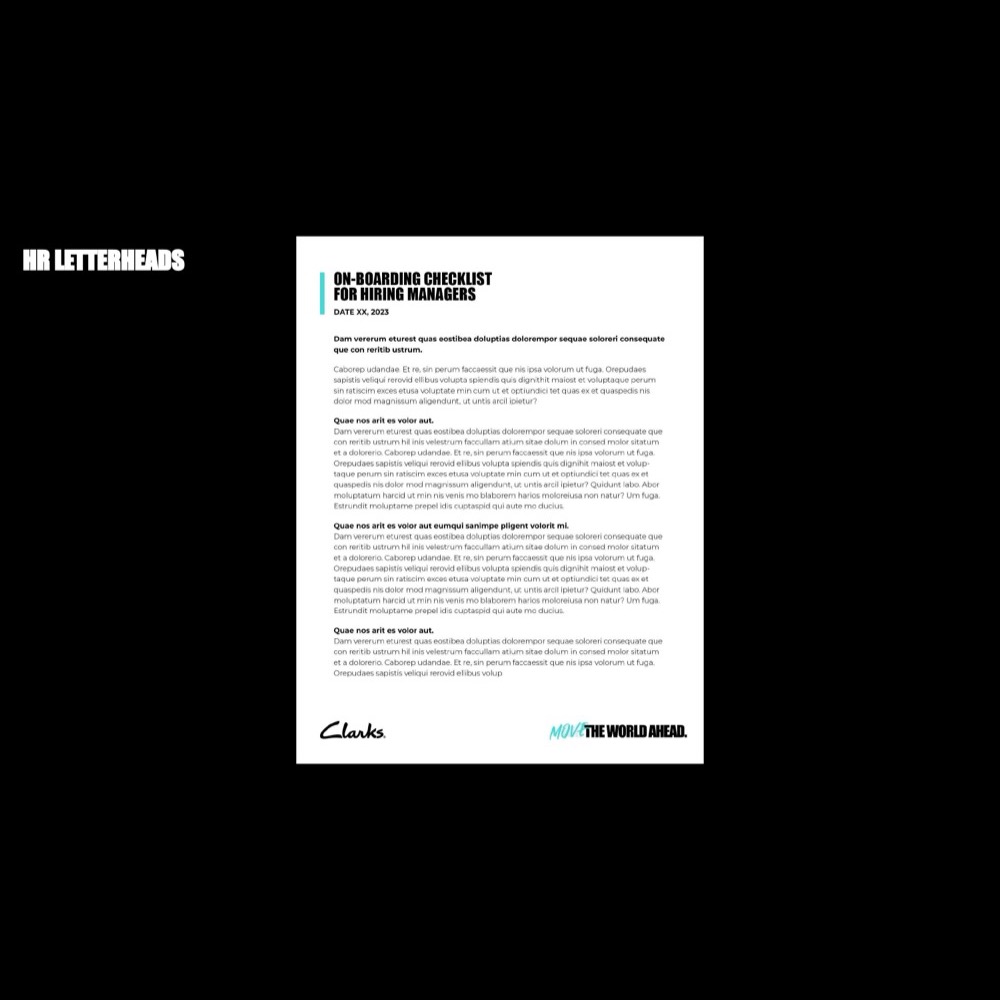 HR LETTERHEADS
ON-BOARDING CHECKLIST
FOR HIRING MANAGERS
DATE XX, 2023
Dam vererum eturest quas eostibea doluptias dolorempor sequae soloreri consequate
que con reritib ustrum.
Caborep udandae. Et re, sin perum faccaessit que nis ipsa volorum ut fuga. Orepudaes
sapistis veliqui rerovid ellibus volupta spiendis quis dignithit maiost et voluptaque perum
sin ratiscim exces etusa voluptate min cum ut et optiundici tet quas ex et quaspedis nis
dolor mod magnissum aligendunt, ut untis arcil ipietur?
Quae nos arit es volor aut.
Dam vererum eturest quas eostibea doluptias dolorempor sequae soloreri consequate que
con reritib ustrum hil inis velestrum faccullam atium sitae dolum in consed molor sitatum
et a dolorerio. Caborep udandae. Et re, sin perum faccaessit que nis ipsa volorum ut fuga.
Orepudaes sapistis veliqui rerovid ellibus volupta spiendis quis dignihit maiost et volup-
taque perum sin ratiscim exces etusa voluptate min cum ut et optiundici tet quas ex et
quaspedis nis dolor mod magnissum aligendunt, ut untis arcil ipietur? Quidunt labo. Abor
moluptatum harcid ut min nis venis mo blaborem harios moloreiusa non natur? Um fuga.
Estrundit moluptame prepel idis cuptaspid qui aute mo ducius.
Quae nos arit es volor aut eumqui sanimpe pligent volorit mi.
Dam vererum eturest quas eostibea doluptias dolorempor sequae soloreri consequate que
con reritib ustrum hil inis velestrum faccullam atium sitae dolum in consed molor sitatum
et a dolorerio. Caborep udandae. Et re, sin perum faccaessit que nis ipsa volorum ut fuga.
Orepudaes sapistis veliqui rerovid ellibus volupta spiendis quis dignihit maiost et volup-
taque perum sin ratiscim exces etusa voluptate min cum ut et optiundici tet quas ex et
quaspedis nis dolor mod magnissum aligendunt, ut untis arcil ipietur? Quidunt labo. Abor
moluptatum harcid ut min nis venis mo blaborem harios moloreiusa non natur? Um fuga.
Estrundit moluptame prepel idis cuptaspid qui aute mo ducius.
Quae nos arit es volor aut.
Dam vererum eturest quas eostibea doluptias dolorempor sequae soloreri consequate que
con reritib ustrum hil inis velestrum faccullam atium sitae dolum in consed molor sitatum
et a dolorerio. Caborep udandae. Et re, sin perum faccaessit que nis ipsa volorum ut fuga.
Orepudaes sapistis veliqui rerovid ellibus volup
Clarks.
MOVE THE WORLD AHEAD.